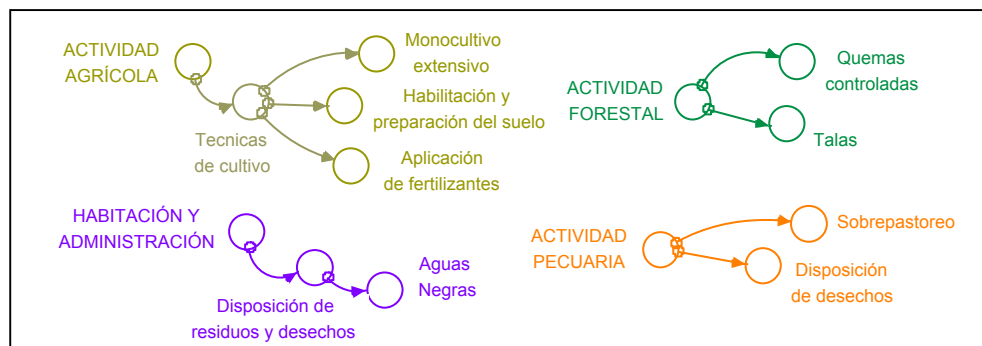 ACTIVIDAD
AGRÍCOLA
Monocultivo
extensivo
Habilitación y
preparación del suelo
Tecnicas
de cultivo
Aplicación
de fertilizantes
ACTIVIDAD
FORESTAL
Quemas
controladas
Talas
HABITACIÓN Y
ADMINISTRACIÓN
Disposición de
residuos y desechos
Aguas
Negras
ACTIVIDAD
PECUARIA
Sobrepastoreo
Disposición
de desechos